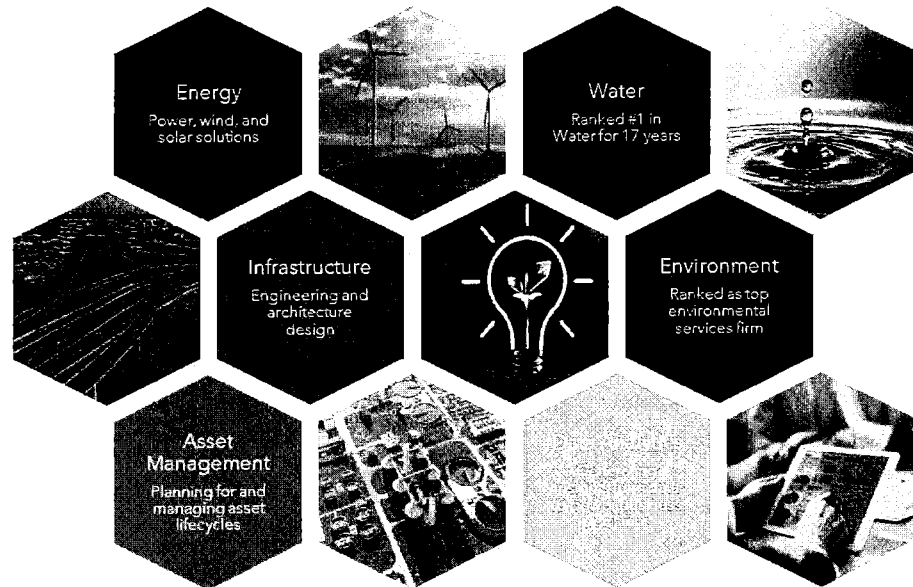 Energy
Power, wind, and
solar solutions
Water
Ranked #1 in
Water for 17 years
Infrastructure
Engineering and
architecture
design
Environment
Ranked as top
environmental
services firm
Asset
Management
Planning for and
managing asset
lifecycles